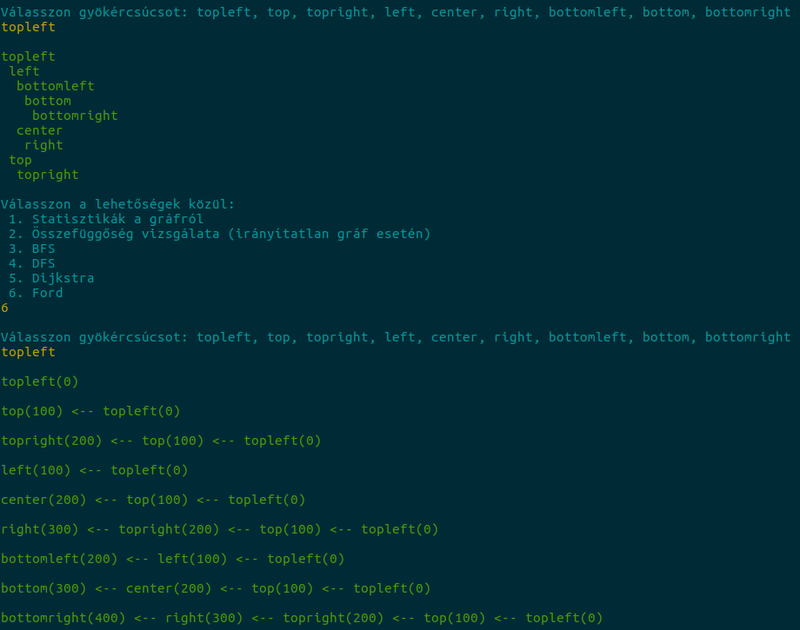 Válasszon gyökércsúcsot: topleft, top, topright, left, center, right, bottomleft, bottom, bottomright
topleft
topleft
left
bottomleft
bottom
bottomright
center
right
top
topright
Válasszon a lehetőségek közül:
1. Statisztikák a gráfról
2. Összefüggőség vizsgálata (irányítatlan gráf esetén)
3. BFS
4. DFS
5. Dijkstra
6. Ford
6
Válasszon gyökércsúcsot: topleft, top, topright, left, center, right, bottomleft, bottom, bottomright
topleft
topleft(0)
top(100) <-- topleft(0)
topright(200) <-- top(100) <-- topleft(0)
left(100) <-- topleft(0)
center(200) <-- top(100) <-- topleft(0)
right(300) <-- topright(200) <-- top(100) <-- topleft(0)
bottomleft(200) <-- left(100) <-- topleft(0)
bottom(300) <-- center(200) <-- top(100) <-- topleft(0)
bottomright(400) <-- right(300) <-- topright(200) <-- top(100) <-- topleft(0)